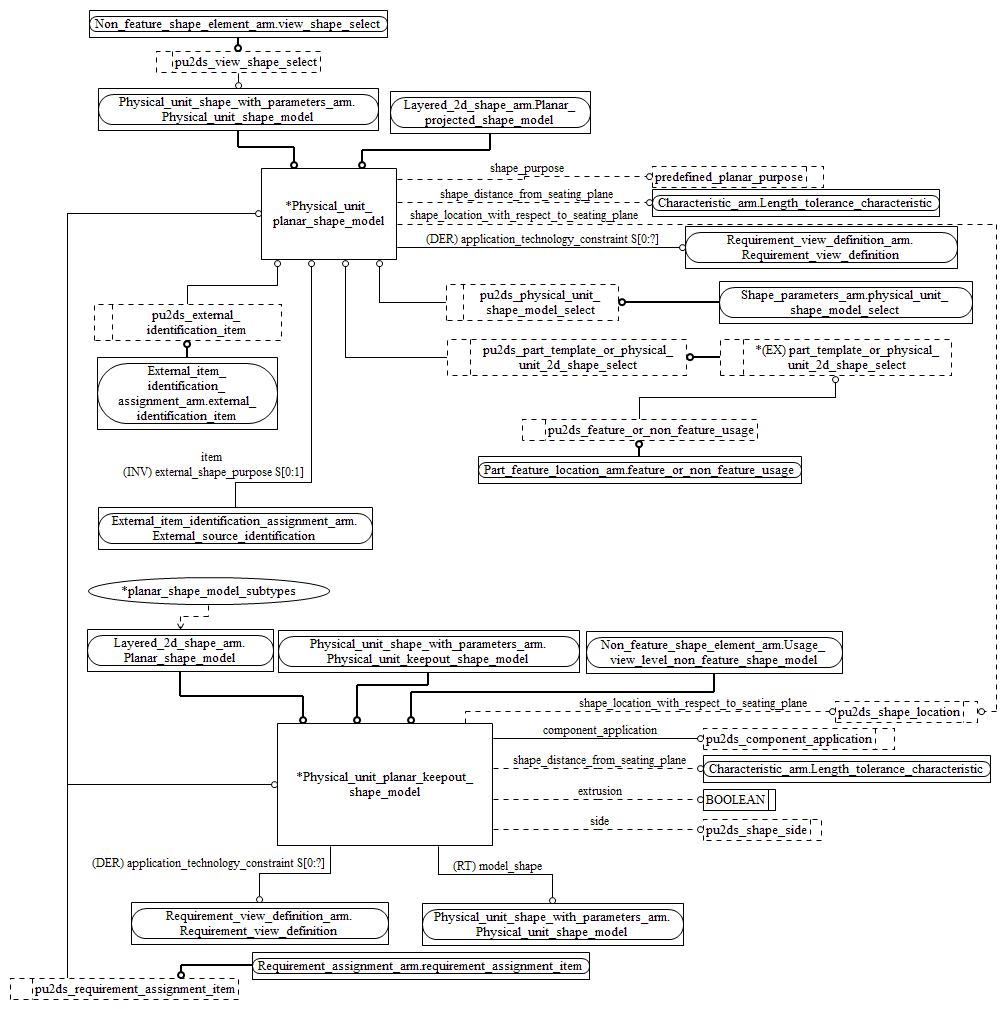 Non_feature_shape_element_arm.view_shape_select
pu2ds_view_shape_select
Physical_unit_shape_with_parameters_arm.
Physical_unit_shape_model
Layered_2d_shape_arm.Planar_
projected_shape_model
*Physical_unit_
planar_shape_model
shape_purpose
predefined_planar_purpose
shape_distance_from_seating_plane
Characteristic_arm.Length_tolerance_characteristic
shape_location_with_respect_to_seating_plane
(DER) application_technology_constraint S[0:?]
Requirement_view_definition_arm.
Requirement_view_definition
pu2ds_external_
identification_item
pu2ds_physical_unit_
shape_model_select
Shape_parameters_arm.physical_unit_
shape_model_select
pu2ds_part_template_or_physical_
unit_2d_shape_select
*(EX) part_template_or_physical_
unit_2d_shape_select
External_item_
identification_
assignment_arm.external_
identification_item
pu2ds_feature_or_non_feature_usage
Part_feature_location_arm.feature_or_non_feature_usage
item
(INV) external_shape_purpose S[0:1]
External_item_identification_assignment_arm.
External_source_identification
*planar_shape_model_subtypes
Layered_2d_shape_arm.
Planar_shape_model
Physical_unit_shape_with_parameters_arm.
Physical_unit_keepout_shape_model
Non_feature_shape_element_arm.Usage_
view_level_non_feature_shape_model
shape_location_with_respect_to_seating_plane
pu2ds_shape_location
*Physical_unit_planar_keepout_
shape_model
component_application
pu2ds_component_application
shape_distance_from_seating_plane
Characteristic_arm.Length_tolerance_characteristic
extrusion
BOOLEAN
side
pu2ds_shape_side
(DER) application_technology_constraint S[0:?]
(RT) model_shape
Requirement_view_definition_arm.
Requirement_view_definition
Physical_unit_shape_with_parameters_arm.
Physical_unit_shape_model
Requirement_assignment_arm.requirement_assignment_item
pu2ds_requirement_assignment_item